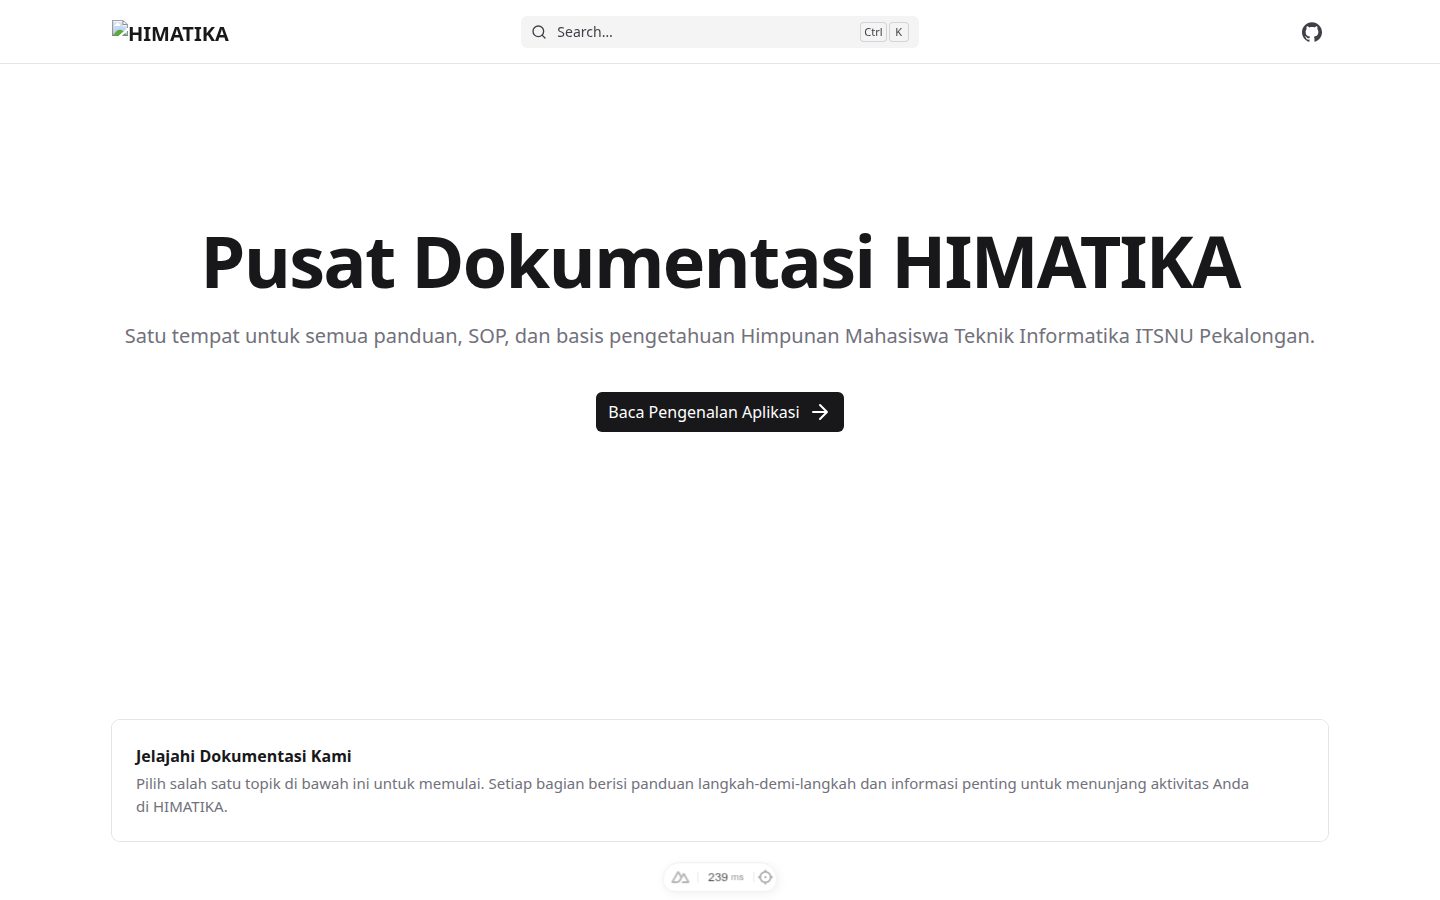 HIMATIKA
Search...
Ctrl K
Pusat Dokumentasi HIMATIKA
Satu tempat untuk semua panduan, SOP, dan basis pengetahuan Himpunan Mahasiswa Teknik Informatika ITSNU Pekalongan.
Baca Pengenalan Aplikasi
Jelajahi Dokumentasi Kami
Pilih salah satu topik di bawah ini untuk memulai. Setiap bagian berisi panduan langkah-demi-langkah dan informasi penting untuk menunjang aktivitas Anda
di HIMATIKA.
239 ms